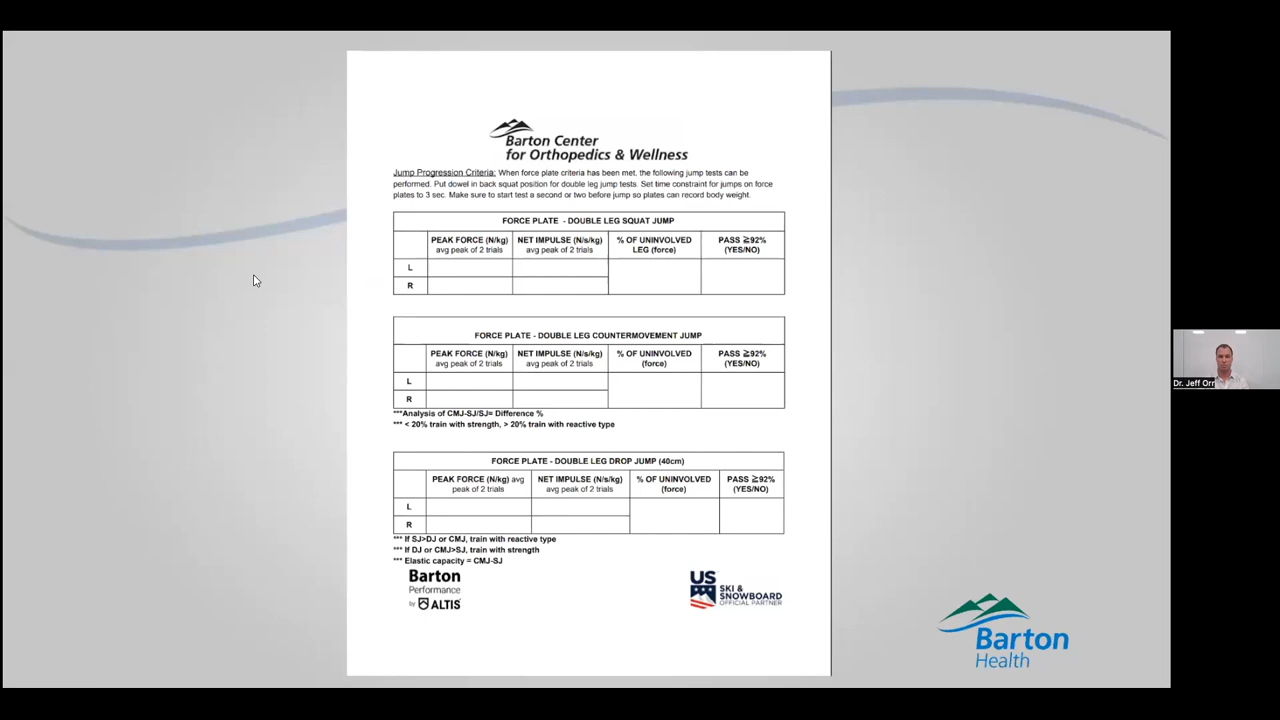 Barton Center
for Orthopedics & Wellness
Jump Progression Criteria: When force plate criteria has been met, the following jump tests can be
performed. Put dowel in back squat position for double leg jump tests. Set time constraint for jumps on force
plates to 3 sec. Make sure to start test a second or two before jump so plates can record body weight.
FORCE PLATE - DOUBLE LEG SQUAT JUMP
PEAK FORCE (N/kg) NET IMPULSE (N/s/kg) % OF UNINVOLVED PASS ≧92%
avg peak of 2 trials avg peak of 2 trials LEG (force) (YES/NO)
L
R
FORCE PLATE - DOUBLE LEG COUNTERMOVEMENT JUMP
PEAK FORCE (N/kg) NET IMPULSE (N/s/kg) % OF UNINVOLVED PASS ≧92%
avg peak of 2 trials avg peak of 2 trials (force) (YES/NO)
L
R
***Analysis of CMJ-SJ/SJ= Difference %
*** < 20% train with strength, > 20% train with reactive type
FORCE PLATE - DOUBLE LEG DROP JUMP (40cm)
PEAK FORCE (N/kg) avg NET IMPULSE (N/s/kg) % OF UNINVOLVED PASS ≧92%
peak of 2 trials avg peak of 2 trials (force) (YES/NO)
L
R
*** If SJ>DJ or CMJ, train with reactive type
*** If DJ or CMJ>SJ, train with strength
*** Elastic capacity = CMJ-SJ
Barton
Performance
by ALTIS
US
SKI &
SNOWBOARD
OFFICIAL PARTNER
Barton
Health
Dr. Jeff Orr